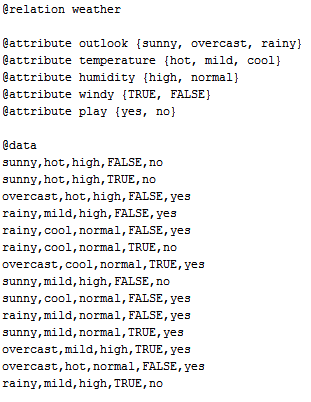 @relation weather
@attribute outlook {sunny, overcast, rainy}
@attribute temperature {hot, mild, cool}
@attribute humidity {high, normal}
@attribute windy {TRUE, FALSE}
@attribute play {yes, no}
@data
sunny,hot,high,FALSE,no
sunny,hot,high,TRUE,no
overcast,hot,high,FALSE,yes
rainy,mild,high,FALSE,yes
rainy,cool,normal,FALSE,yes
rainy,cool,normal,TRUE,no
overcast,cool,normal,TRUE,yes
sunny,mild,high,FALSE,no
sunny,cool,normal,FALSE,yes
rainy,mild,normal,FALSE,yes
sunny,mild,normal,TRUE,yes
overcast,mild,high,TRUE,yes
overcast,hot,normal,FALSE,yes
rainy,mild,high,TRUE,no